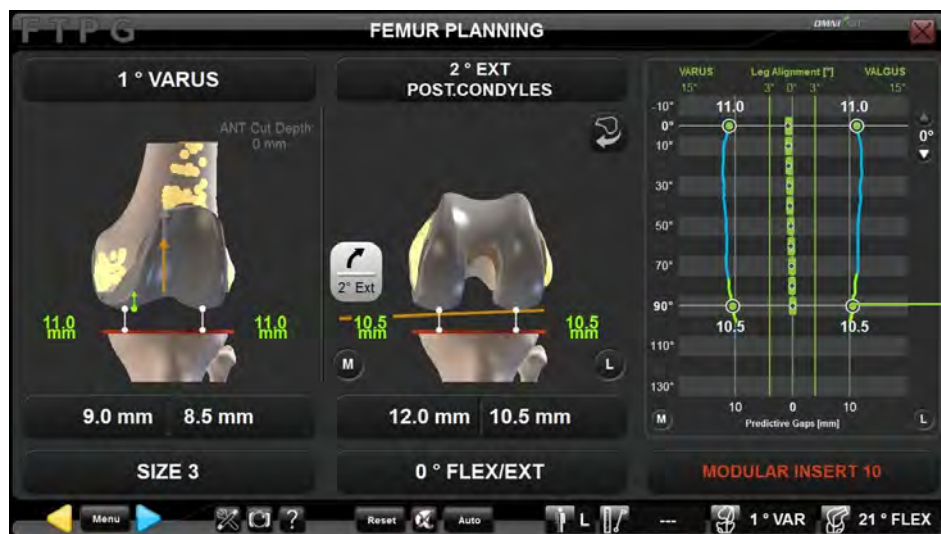 FTPG
FEMUR PLANNING
OMNI
1 ° VARUS
2 ° EXT
POST.CONDYLES
ANT Cut Depth:
0 mm
2° Ext
11.0
mm
11.0
mm
10.5
mm
10.5
mm
M
L
9.0 mm
8.5 mm
12.0 mm
10.5 mm
SIZE 3
0 ° FLEX/EXT
VARUS
Leg Alignment [°]
VALGUS
15°
3°
0°
3°
15°
-10°
11.0
11.0
0°
0°
10°
30°
50°
70°
90°
10.5
10.5
110°
130°
10
0
10
M
Predictive Gaps [mm]
L
MODULAR INSERT 10
Menu
?
Reset
Auto
L
---
1 ° VAR
21 ° FLEX